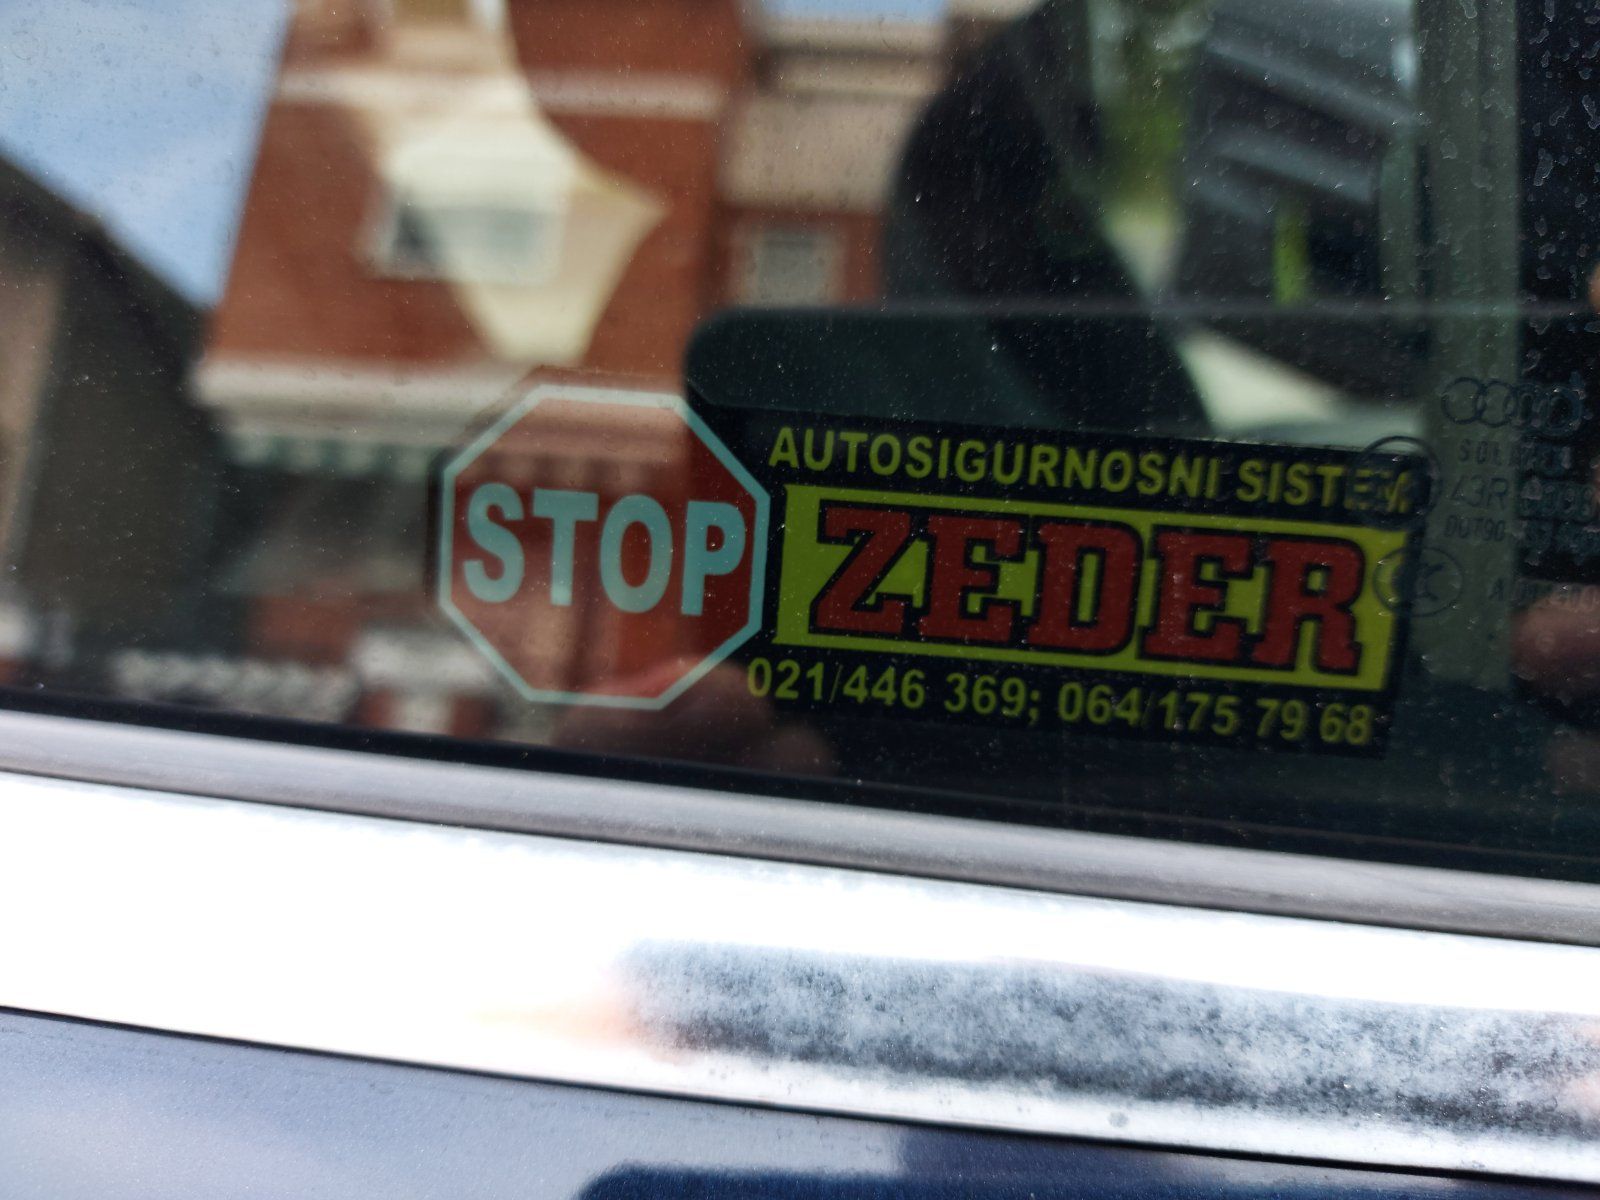 STOP
AUTOSIGURNOSNI SISTEM
ZEDER
021/446 369; 064/175 79 68